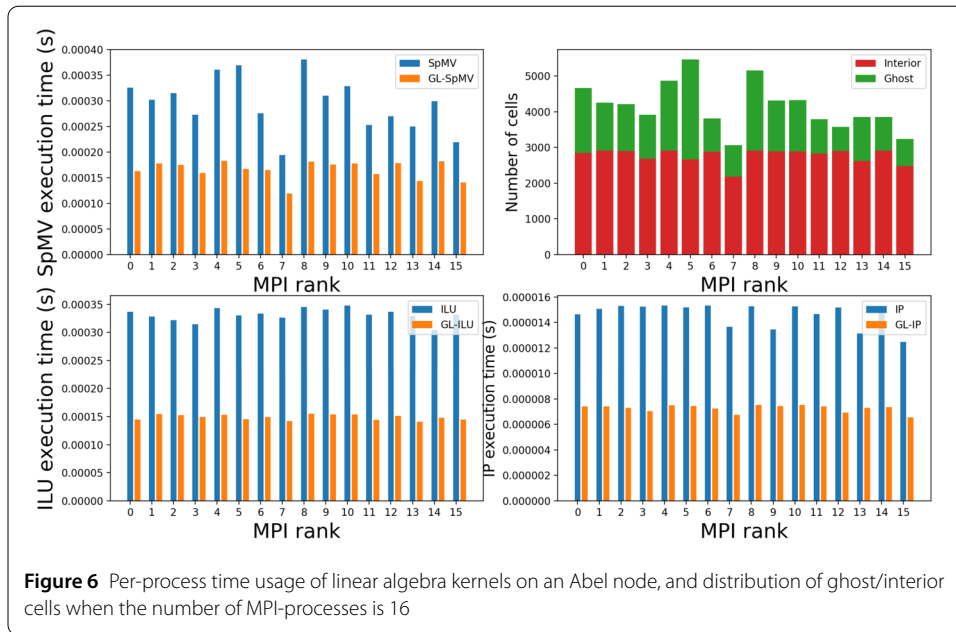 SpMV execution time (s)
0.00040
0.00035
0.00030
0.00025
0.00020
0.00015
0.00010
0.00005
0.00000
SpMV
GL-SpMV
0 1 2 3 4 5 6 7 8 9 10 11 12 13 14 15
MPI rank
Number of cells
5000
4000
3000
2000
1000
0
Interior
Ghost
0 1 2 3 4 5 6 7 8 9 10 11 12 13 14 15
MPI rank
ILU execution time (s)
0.00035
0.00030
0.00025
0.00020
0.00015
0.00010
0.00005
0.00000
ILU
GL-ILU
0 1 2 3 4 5 6 7 8 9 10 11 12 13 14 15
MPI rank
IP execution time (s)
0.000016
0.000014
0.000012
0.000010
0.000008
0.000006
0.000004
0.000002
0.000000
IP
GL-IP
0 1 2 3 4 5 6 7 8 9 10 11 12 13 14 15
MPI rank
Figure 6 Per-process time usage of linear algebra kernels on an Abel node, and distribution of ghost/interior
cells when the number of MPI-processes is 16